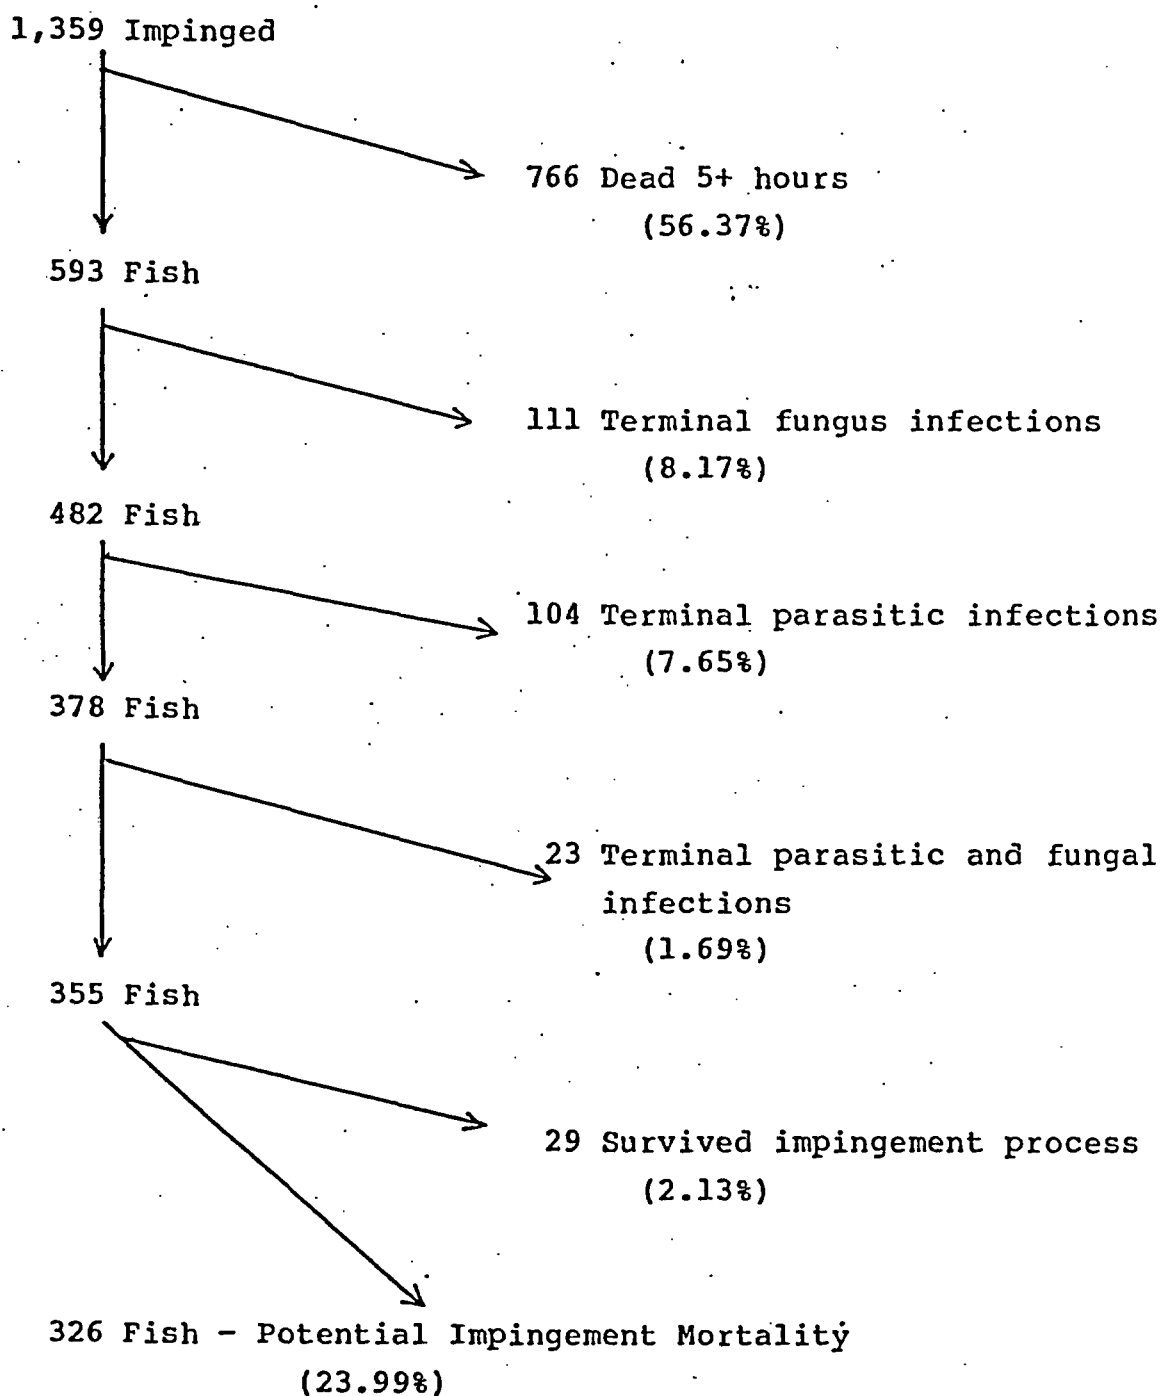 1,359 Impinged
766 Dead 5+ hours
(56.37%)
593 Fish
111 Terminal fungus infections
(8.17%)
482 Fish
104 Terminal parasitic infections
(7.65%)
378 Fish
23 Terminal parasitic and fungal
infections
(1.69%)
355 Fish
29 Survived impingement process
(2.13%)
326 Fish - Potential Impingement Mortality
(23.99%)